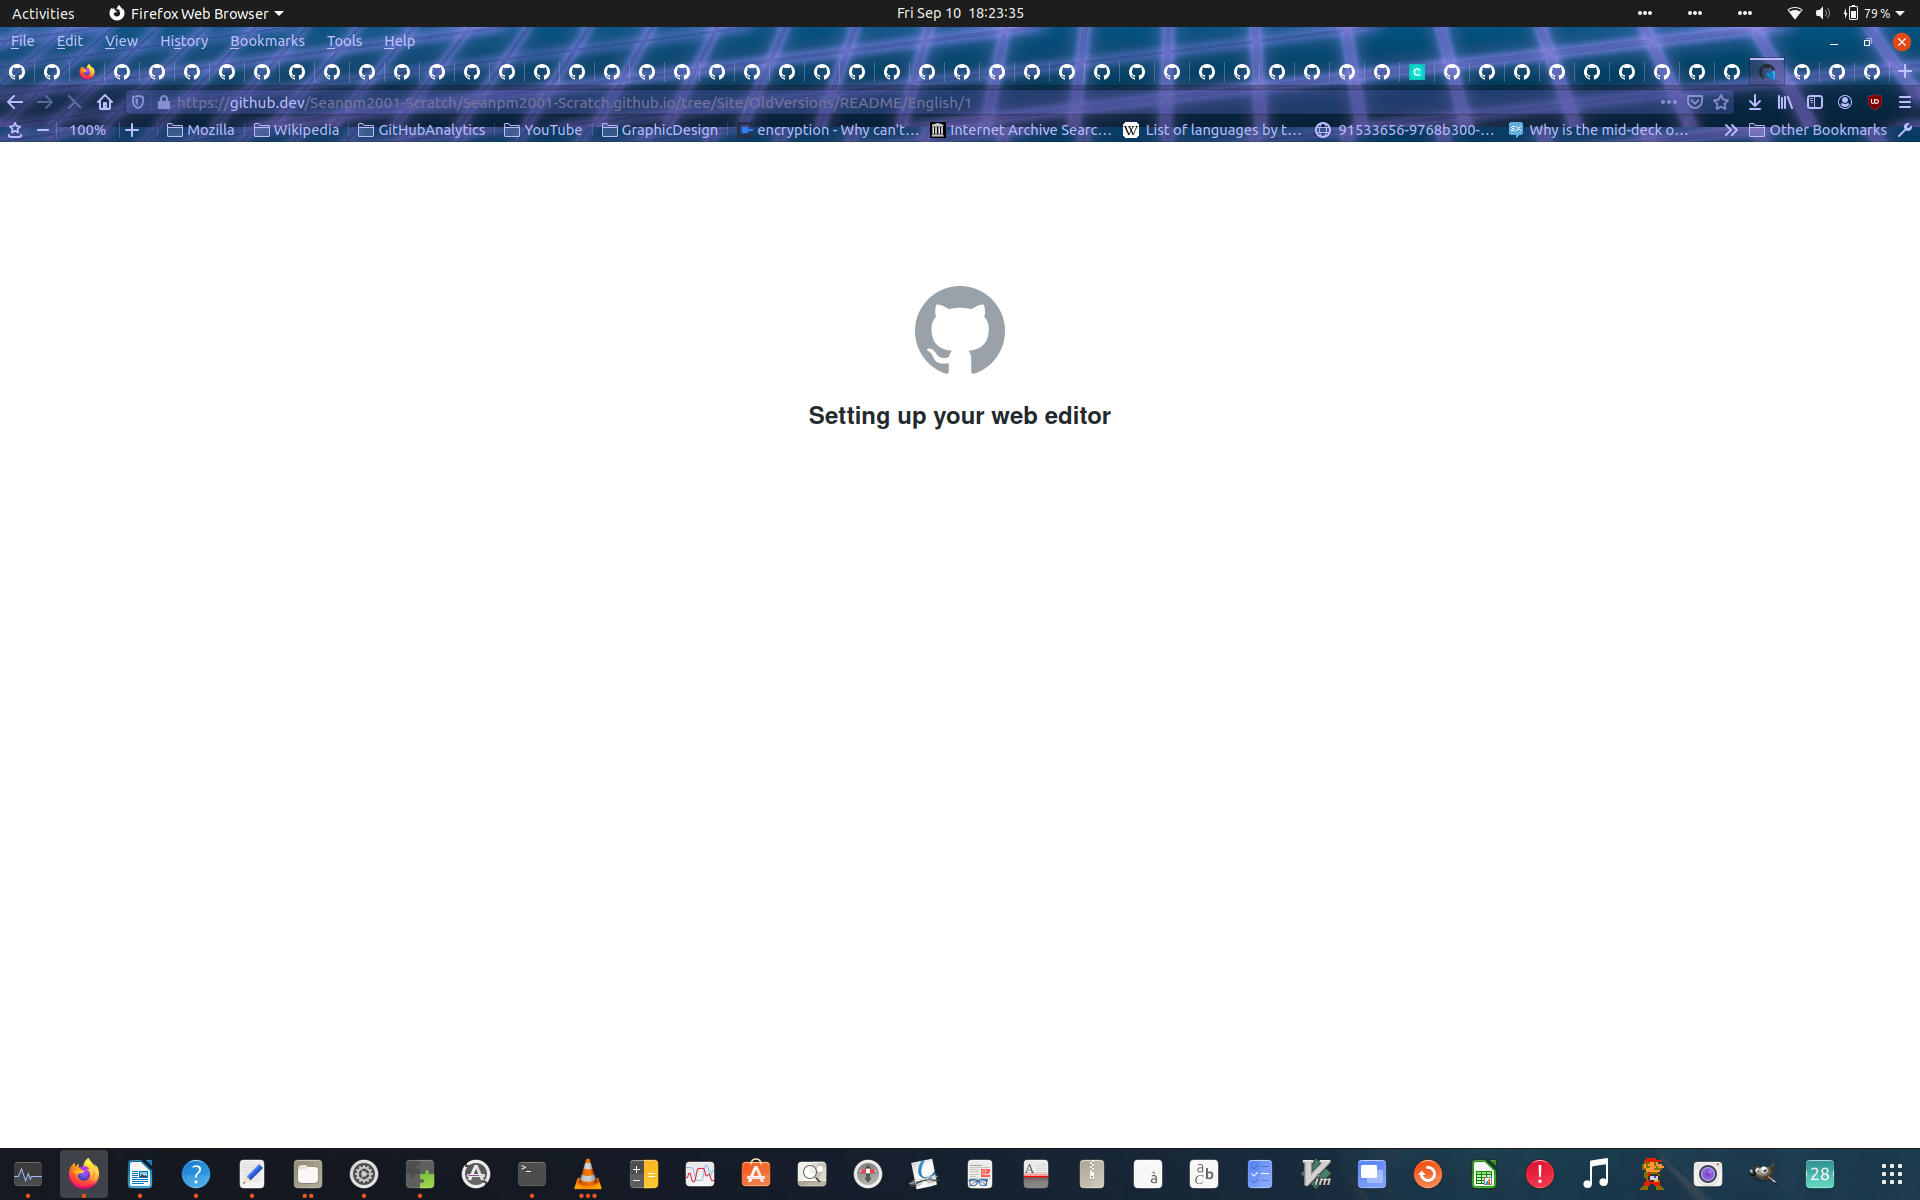 Activities Firefox Web Browser Fri Sep 10 18:23:35 79 %
File Edit View History Bookmarks Tools Help
https://github.dev/Seanpm2001-Scratch/Seanpm2001-Scratch.github.io/tree/Site/OldVersions/README/English/1
100% Mozilla Wikipedia GitHubAnalytics YouTube GraphicDesign encryption - Why can't… Internet Archive Searc… List of languages by t… 91533656-9768b300-… Why is the mid-deck o… Other Bookmarks
Setting up your web editor
28